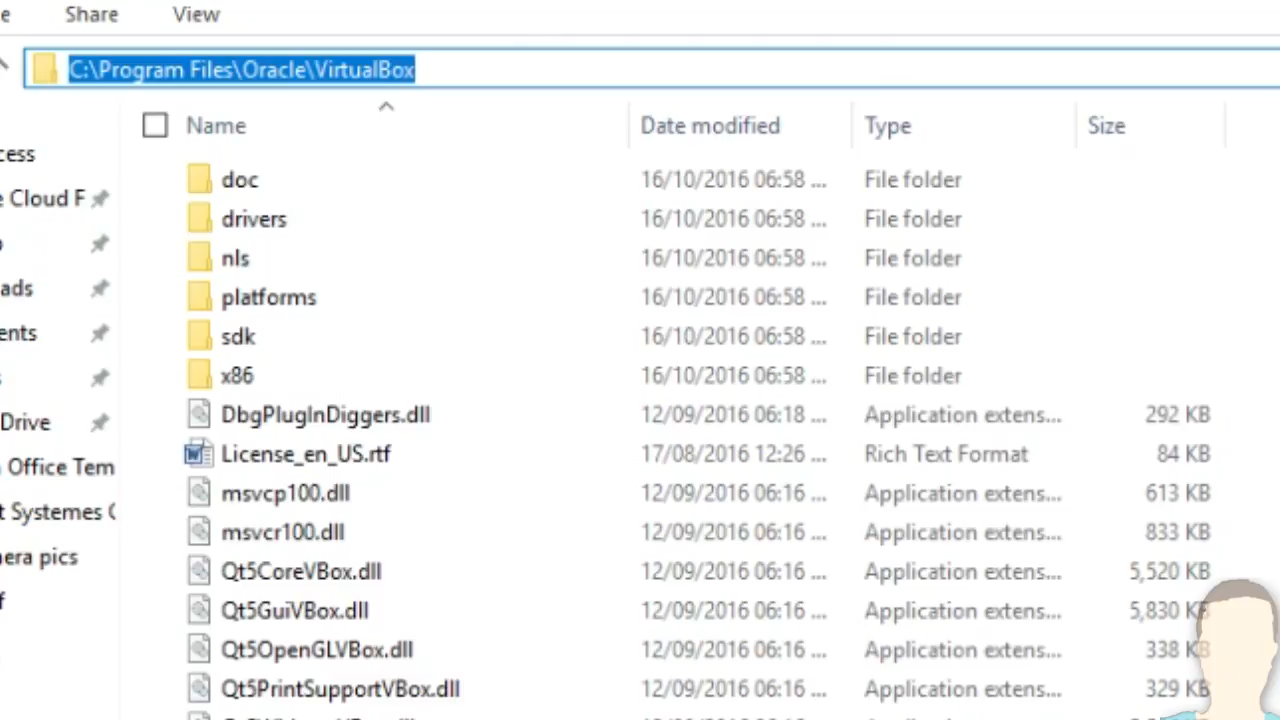 Share View
C:\Program Files\Oracle\VirtualBox
Name Date modified Type Size
doc 16/10/2016 06:58 ... File folder
drivers 16/10/2016 06:58 ... File folder
nls 16/10/2016 06:58 ... File folder
platforms 16/10/2016 06:58 ... File folder
sdk 16/10/2016 06:58 ... File folder
x86 16/10/2016 06:58 ... File folder
DbgPlugInDiggers.dll 12/09/2016 06:18 ... Application extens... 292 KB
License_en_US.rtf 17/08/2016 12:26 ... Rich Text Format 84 KB
msvcp100.dll 12/09/2016 06:16 ... Application extens... 613 KB
msvcr100.dll 12/09/2016 06:16 ... Application extens... 833 KB
Qt5CoreVBox.dll 12/09/2016 06:16 ... Application extens... 5,520 KB
Qt5GuiVBox.dll 12/09/2016 06:16 ... Application extens... 5,830 KB
Qt5OpenGLVBox.dll 12/09/2016 06:16 ... Application extens... 338 KB
Qt5PrintSupportVBox.dll 12/09/2016 06:16 ... Application extens... 329 KB
cess
e Cloud F
ads
ents
Drive
Office Tem
t Systemes
era pics
f